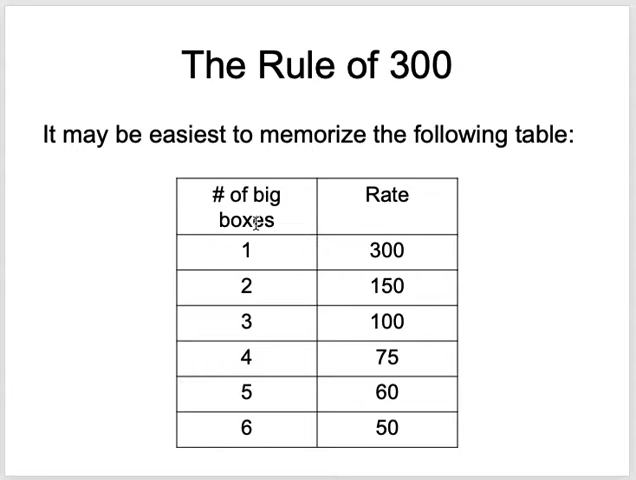 The Rule of 300
It may be easiest to memorize the following table:
# of big Rate
boxes
1 300
2 150
3 100
4 75
5 60
6 50